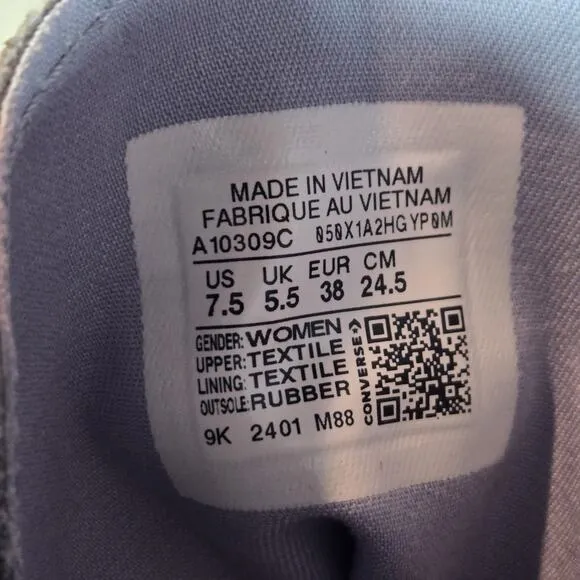 MADE IN VIETNAM
FABRIQUE AU VIETNAM
A10309C 050X1A2HGYP0M
US UK EUR CM
7.5 5.5 38 24.5
GENDER: WOMEN
UPPER: TEXTILE
LINING: TEXTILE
OUTSOLE: RUBBER
CONVERSE
9K 2401 M88